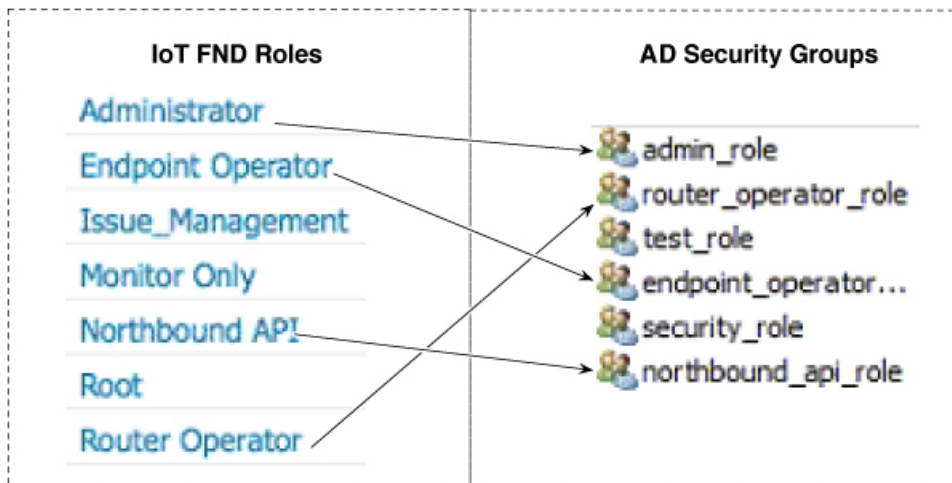 IoT FND Roles
Administrator
Endpoint Operator
Issue_Management
Monitor Only
Northbound API
Root
Router Operator
AD Security Groups
admin_role
router_operator_role
test_role
endpoint_operator...
security_role
northbound_api_role